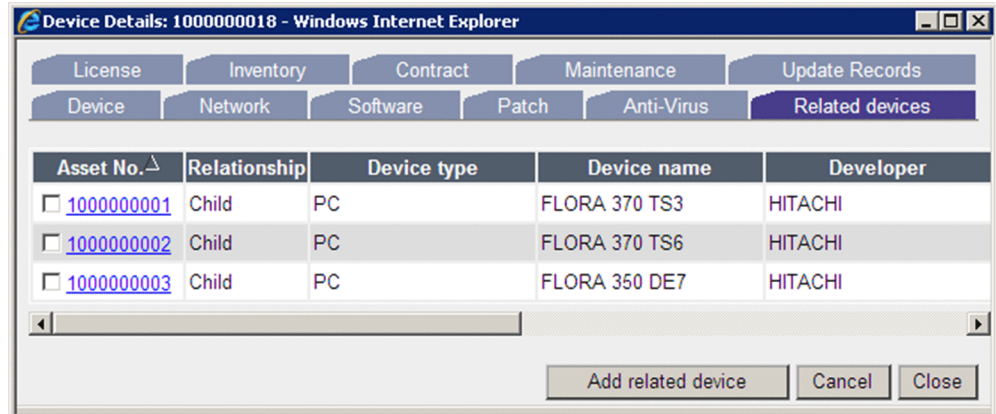 Device Details: 1000000018 - Windows Internet Explorer
License Inventory Contract Maintenance Update Records
Device Network Software Patch Anti-Virus Related devices
Asset No. Relationship Device type Device name Developer
1000000001 Child PC FLORA 370 TS3 HITACHI
1000000002 Child PC FLORA 370 TS6 HITACHI
1000000003 Child PC FLORA 350 DE7 HITACHI
Add related device Cancel Close